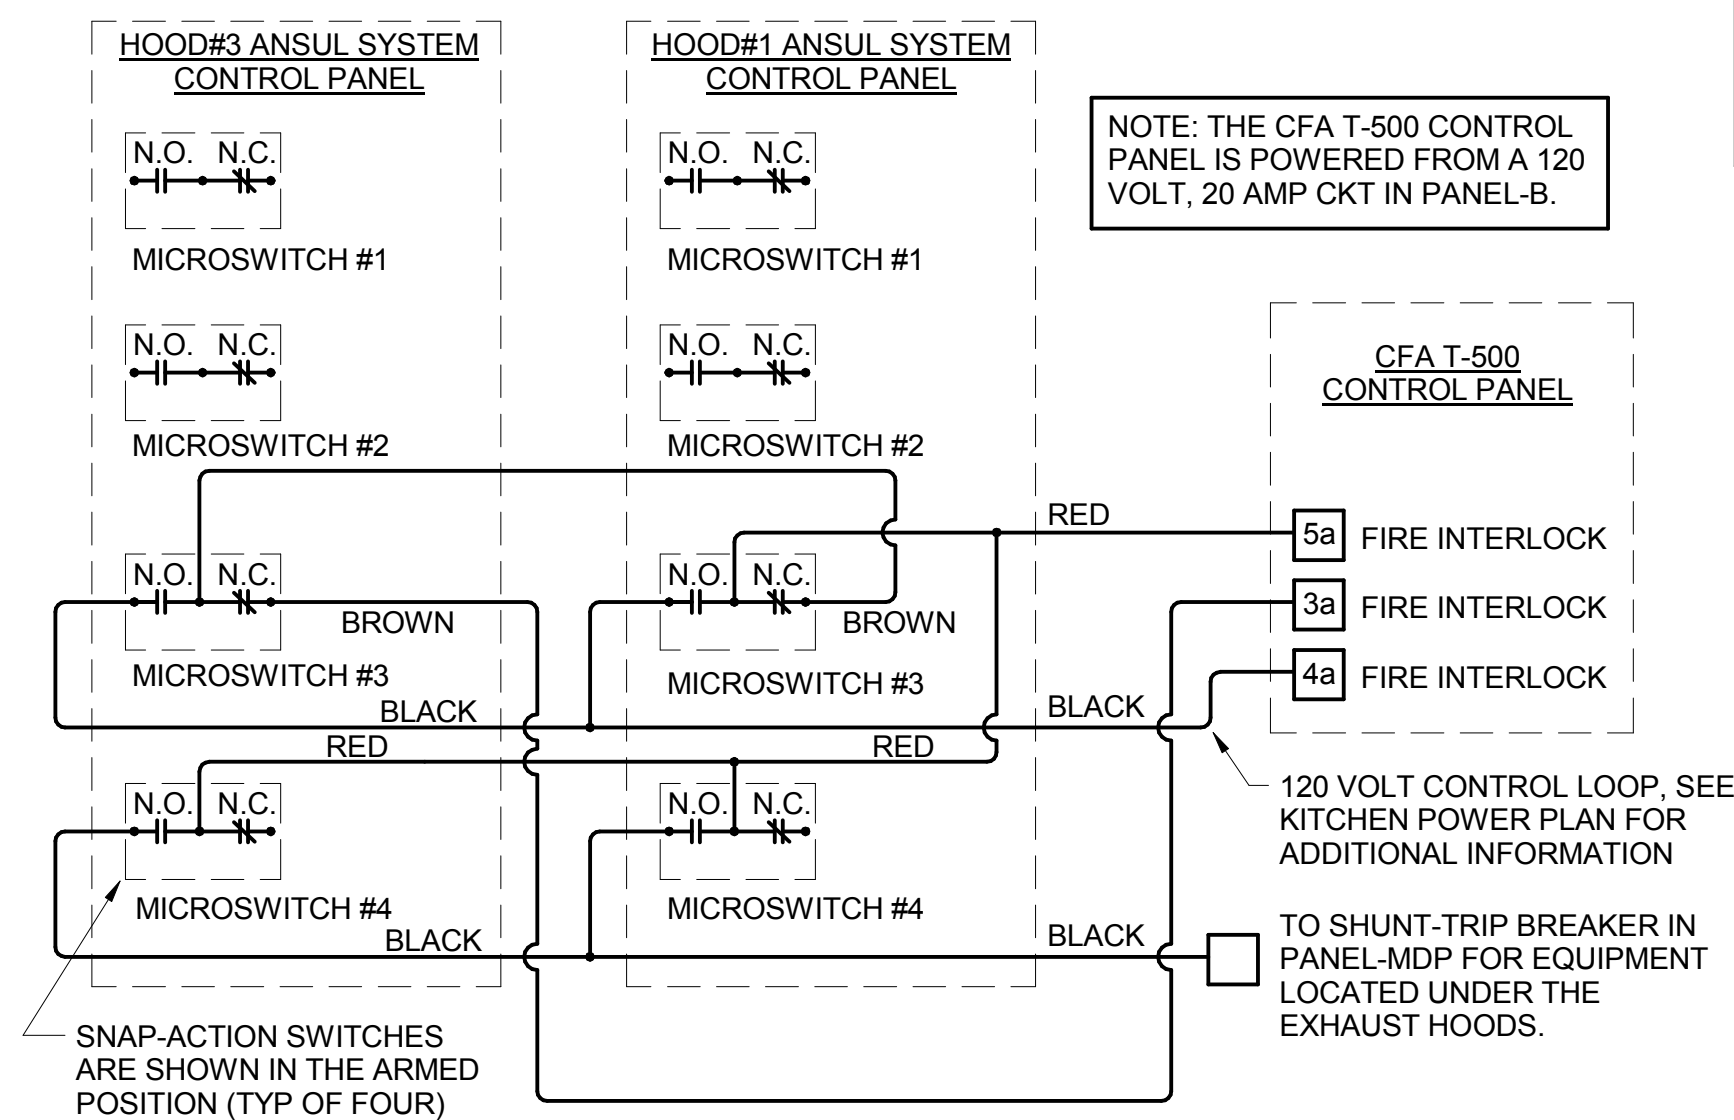 HOOD#3 ANSUL SYSTEM
CONTROL PANEL
N.O. N.C.
MICROSWITCH #1
N.O. N.C.
MICROSWITCH #2
N.O. N.C.
BROWN
MICROSWITCH #3
BLACK
RED
N.O. N.C.
MICROSWITCH #4
BLACK
SNAP-ACTION SWITCHES
ARE SHOWN IN THE ARMED
POSITION (TYP OF FOUR)
HOOD#1 ANSUL SYSTEM
CONTROL PANEL
N.O. N.C.
MICROSWITCH #1
N.O. N.C.
MICROSWITCH #2
N.O. N.C.
BROWN
MICROSWITCH #3
RED
N.O. N.C.
MICROSWITCH #4
RED
BLACK
BLACK
NOTE: THE CFA T-500 CONTROL
PANEL IS POWERED FROM A 120
VOLT, 20 AMP CKT IN PANEL-B.
CFA T-500
CONTROL PANEL
5a FIRE INTERLOCK
3a FIRE INTERLOCK
4a FIRE INTERLOCK
120 VOLT CONTROL LOOP, SEE
KITCHEN POWER PLAN FOR
ADDITIONAL INFORMATION
TO SHUNT-TRIP BREAKER IN
PANEL-MDP FOR EQUIPMENT
LOCATED UNDER THE
EXHAUST HOODS.